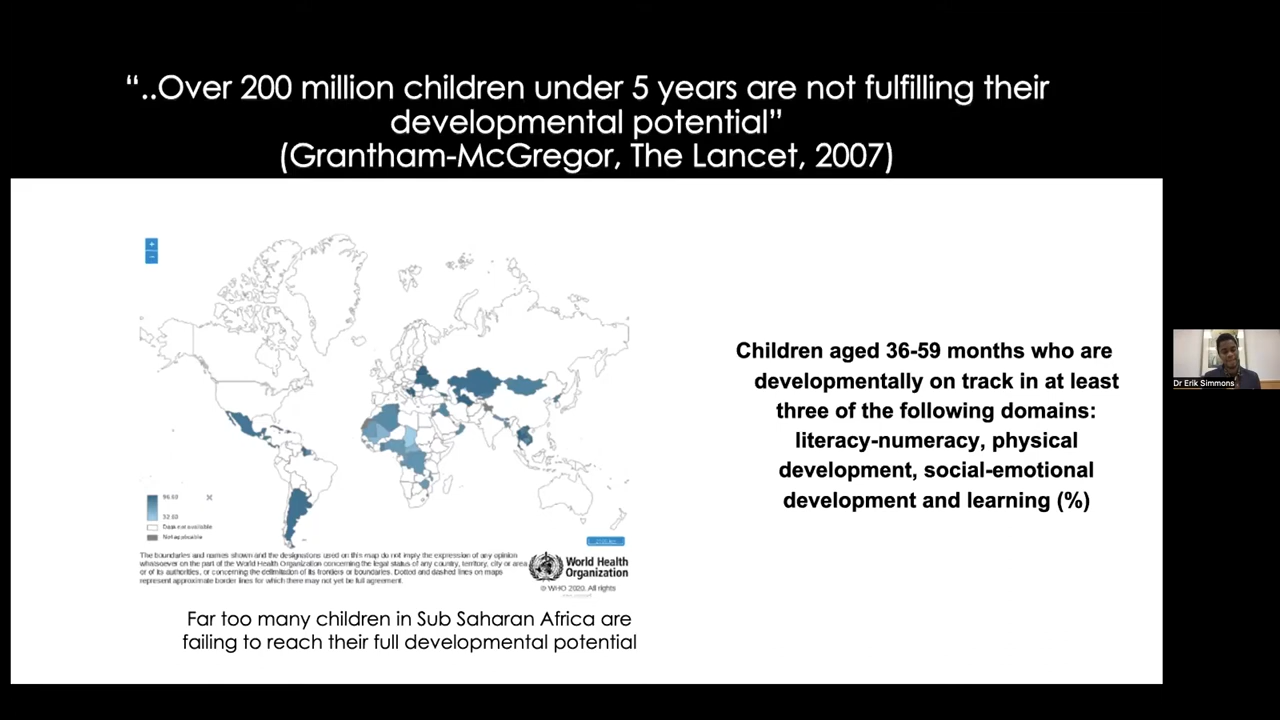 “..Over 200 million children under 5 years are not fulfilling their
developmental potential”
(Grantham-McGregor, The Lancet, 2007)
+
−
Children aged 36-59 months who are
developmentally on track in at least
three of the following domains:
literacy-numeracy, physical
development, social-emotional
development and learning (%)
Dr Erik Simmons
96.60
32.60
Data not available
Not applicable
The boundaries and names shown and the designations used on this map do not imply the expression of any opinion
whatsoever on the part of the World Health Organization concerning the legal status of any country, territory, city or area
or of its authorities, or concerning the delimitation of its frontiers or boundaries. Dotted and dashed lines on maps
represent approximate border lines for which there may not yet be full agreement.
World Health
Organization
© WHO 2020. All rights
Far too many children in Sub Saharan Africa are
failing to reach their full developmental potential